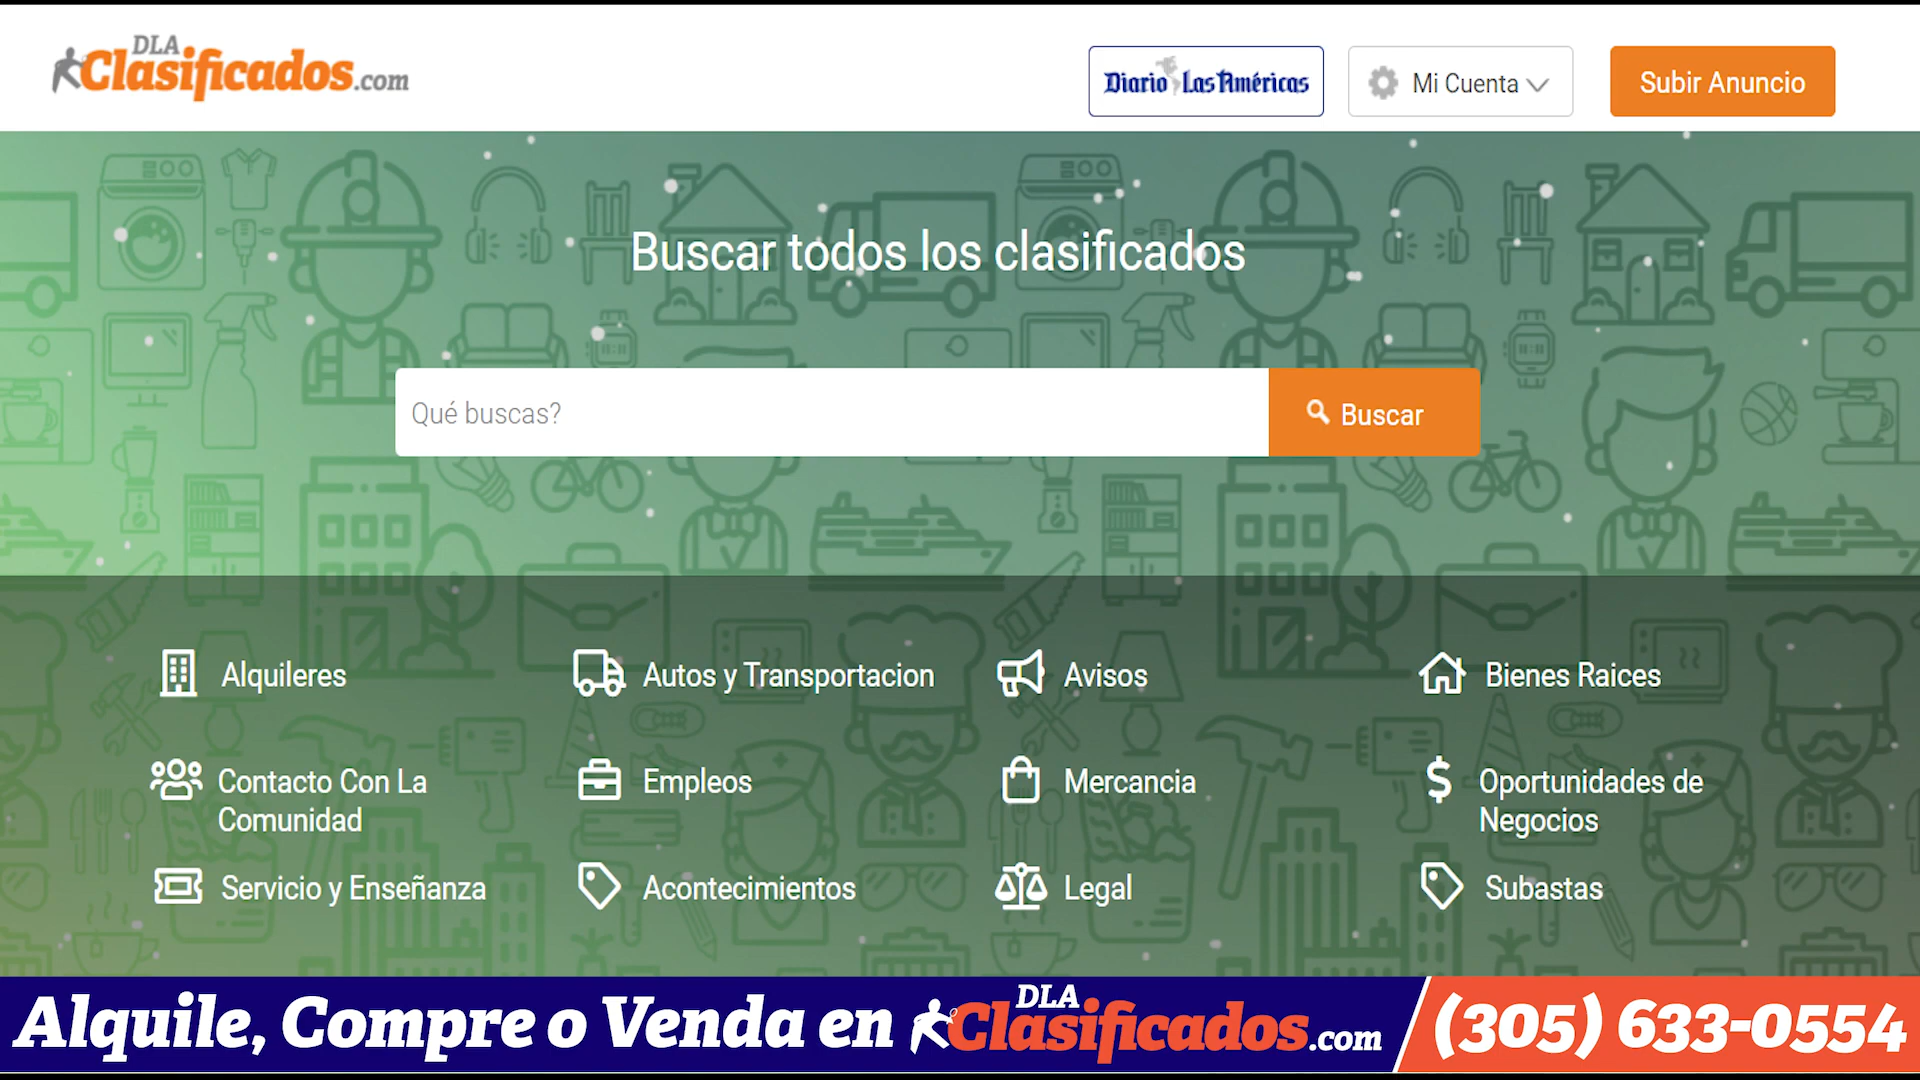 DLA
Clasificados.com
Diario Las Américas
Mi Cuenta
Subir Anuncio
Buscar todos los clasificados
Qué buscas?
Buscar
Alquileres
Autos y Transportacion
Avisos
Bienes Raices
Contacto Con La
Comunidad
Empleos
Mercancia
Oportunidades de
Negocios
Servicio y Enseñanza
Acontecimientos
Legal
Subastas
Alquile, Compre o Venda en DLA Clasificados.com (305) 633-0554